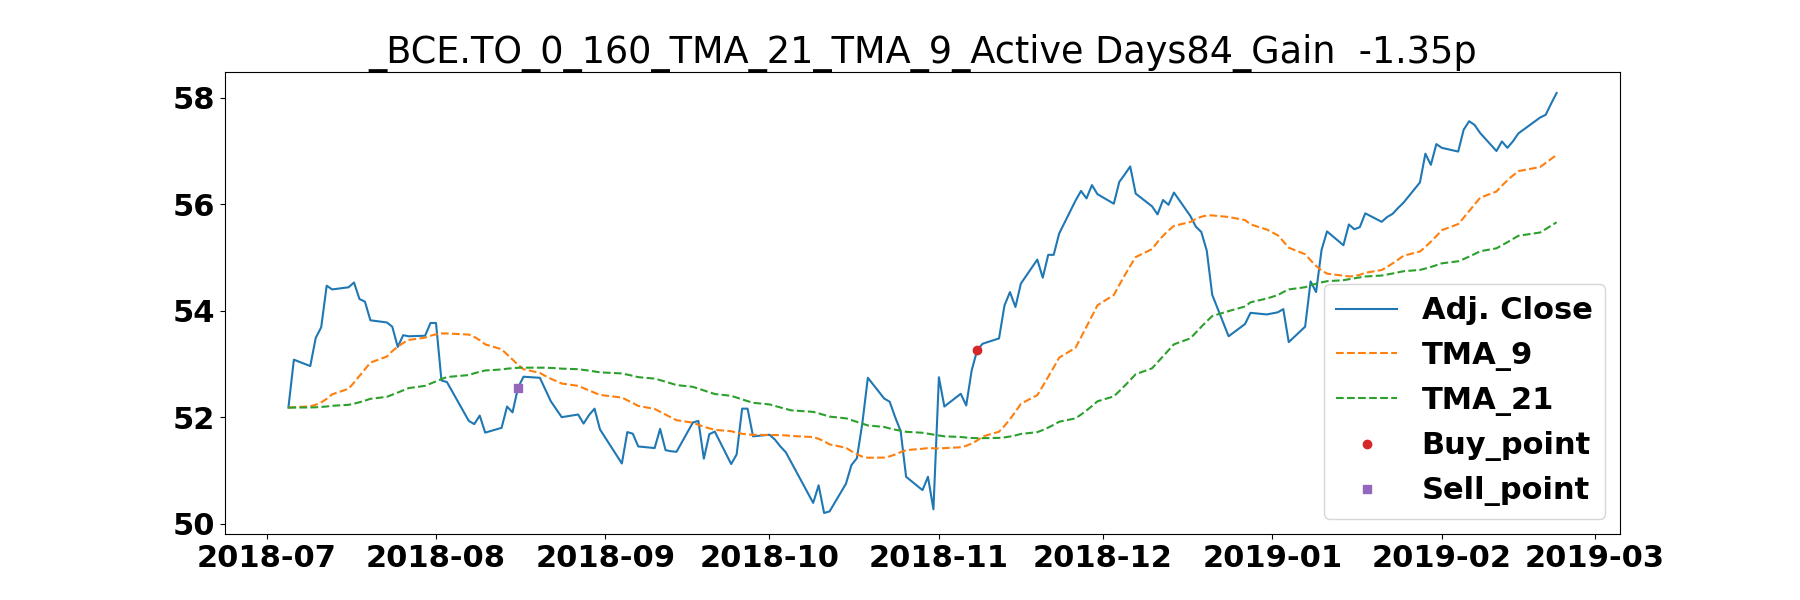 _BCE.TO_0_160_TMA_21_TMA_9_Active Days84_Gain  -1.35p
58
56
54
52
50
Adj. Close
TMA_9
TMA_21
Buy_point
Sell_point
2018-07 2018-08 2018-09 2018-10 2018-11 2018-12 2019-01 2019-02 2019-03